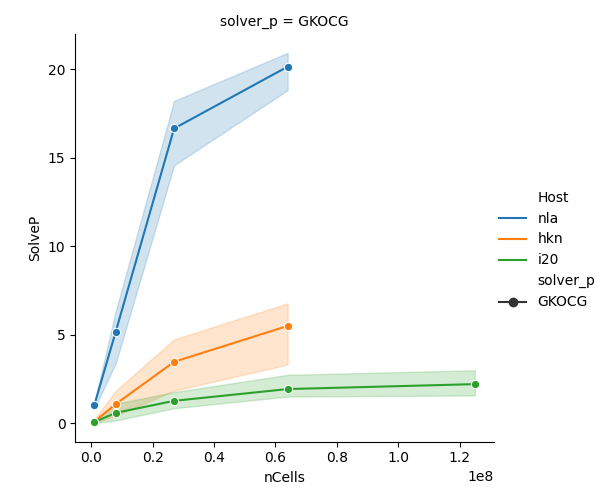 solver_p = GKOCG
20
15
10
5
0
SolveP
0.0 0.2 0.4 0.6 0.8 1.0 1.2
1e8
nCells
Host
nla
hkn
i20
solver_p
GKOCG